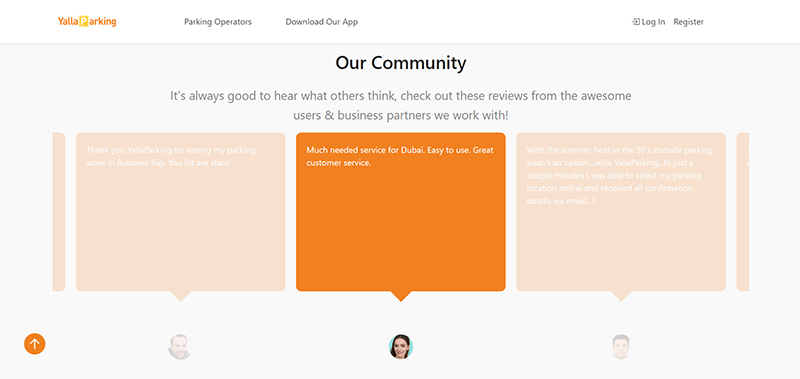 YallaParking
Parking Operators
Download Our App
Log In
Register
Our Community
It's always good to hear what others think, check out these reviews from the awesome
users & business partners we work with!
Thank you YallaParking for easing my parking
woes in Business Bay. You lot are stars!
Much needed service for Dubai. Easy to use. Great
customer service.
With the summer heat in the 50's..outside parking
wasn't an option...voila YallaParking...In just a
couple minutes I was able to select my parking
location online and received all confirmation
details via email...!!